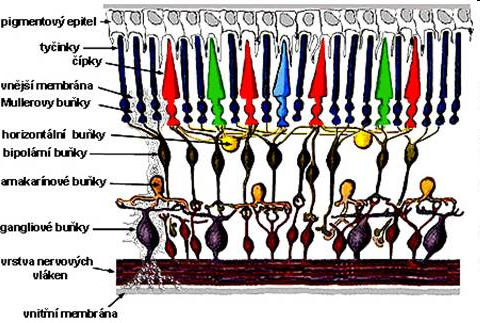 pigmentový epitel
tyčinky
čípky
vnější membrána
Mullerovy buňky
horizontální buňky
bipolární buňky
amakarínové buňky
gangliové buňky
vrstva nervových
vláken
vnitřní membrána